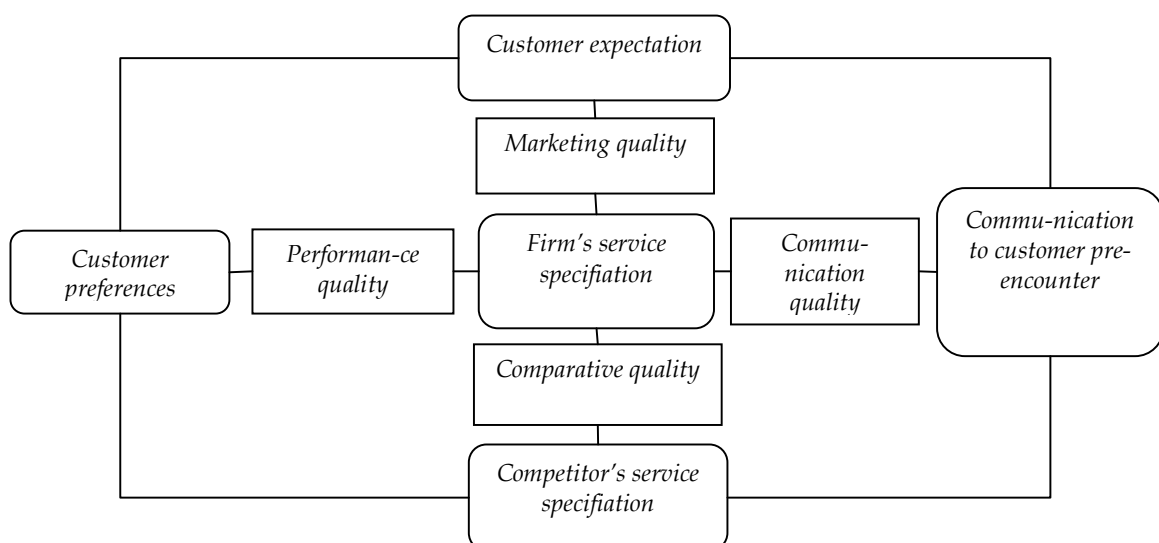 Customer expectation
Marketing quality
Customer
preferences
Performan-ce
quality
Firm's service
specifiation
Commu-
nication
quality
Commu-nication
to customer pre-
encounter
Comparative quality
Competitor's service
specifiation